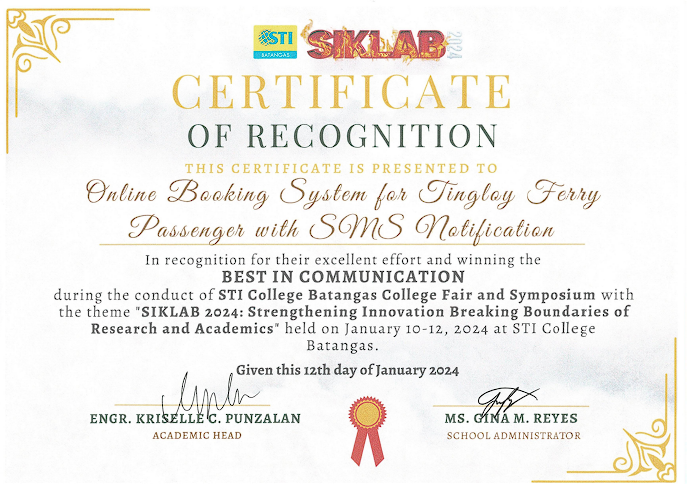 STI
BATANGAS
SIKLAB
2024
CERTIFICATE
OF RECOGNITION
THIS CERTIFICATE IS PRESENTED TO
Online Booking System for Tingloy Ferry
Passenger with SMS Notification
In recognition for their excellent effort and winning the
BEST IN COMMUNICATION
during the conduct of STI College Batangas College Fair and Symposium with
the theme "SIKLAB 2024: Strengthening Innovation Breaking Boundaries of
Research and Academics" held on January 10-12, 2024 at STI College
Batangas.
Given this 12th day of January 2024
ENGR. KRISELLE C. PUNZALAN
ACADEMIC HEAD
MS. GINA M. REYES
SCHOOL ADMINISTRATOR